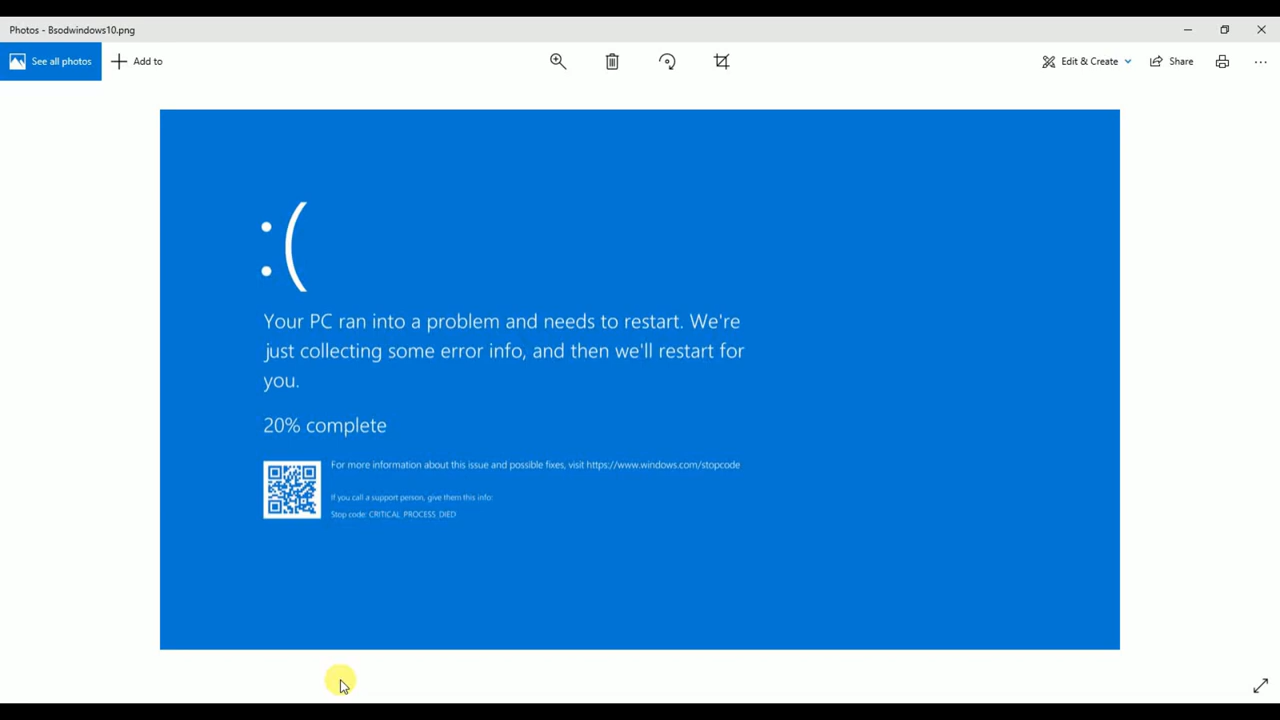 Photos - Bsodwindows10.png
See all photos
Add to
Edit & Create
Share
:(
Your PC ran into a problem and needs to restart. We're
just collecting some error info, and then we'll restart for
you.
20% complete
For more information about this issue and possible fixes, visit https://www.windows.com/stopcode
If you call a support person, give them this info:
Stop code: CRITICAL_PROCESS_DIED